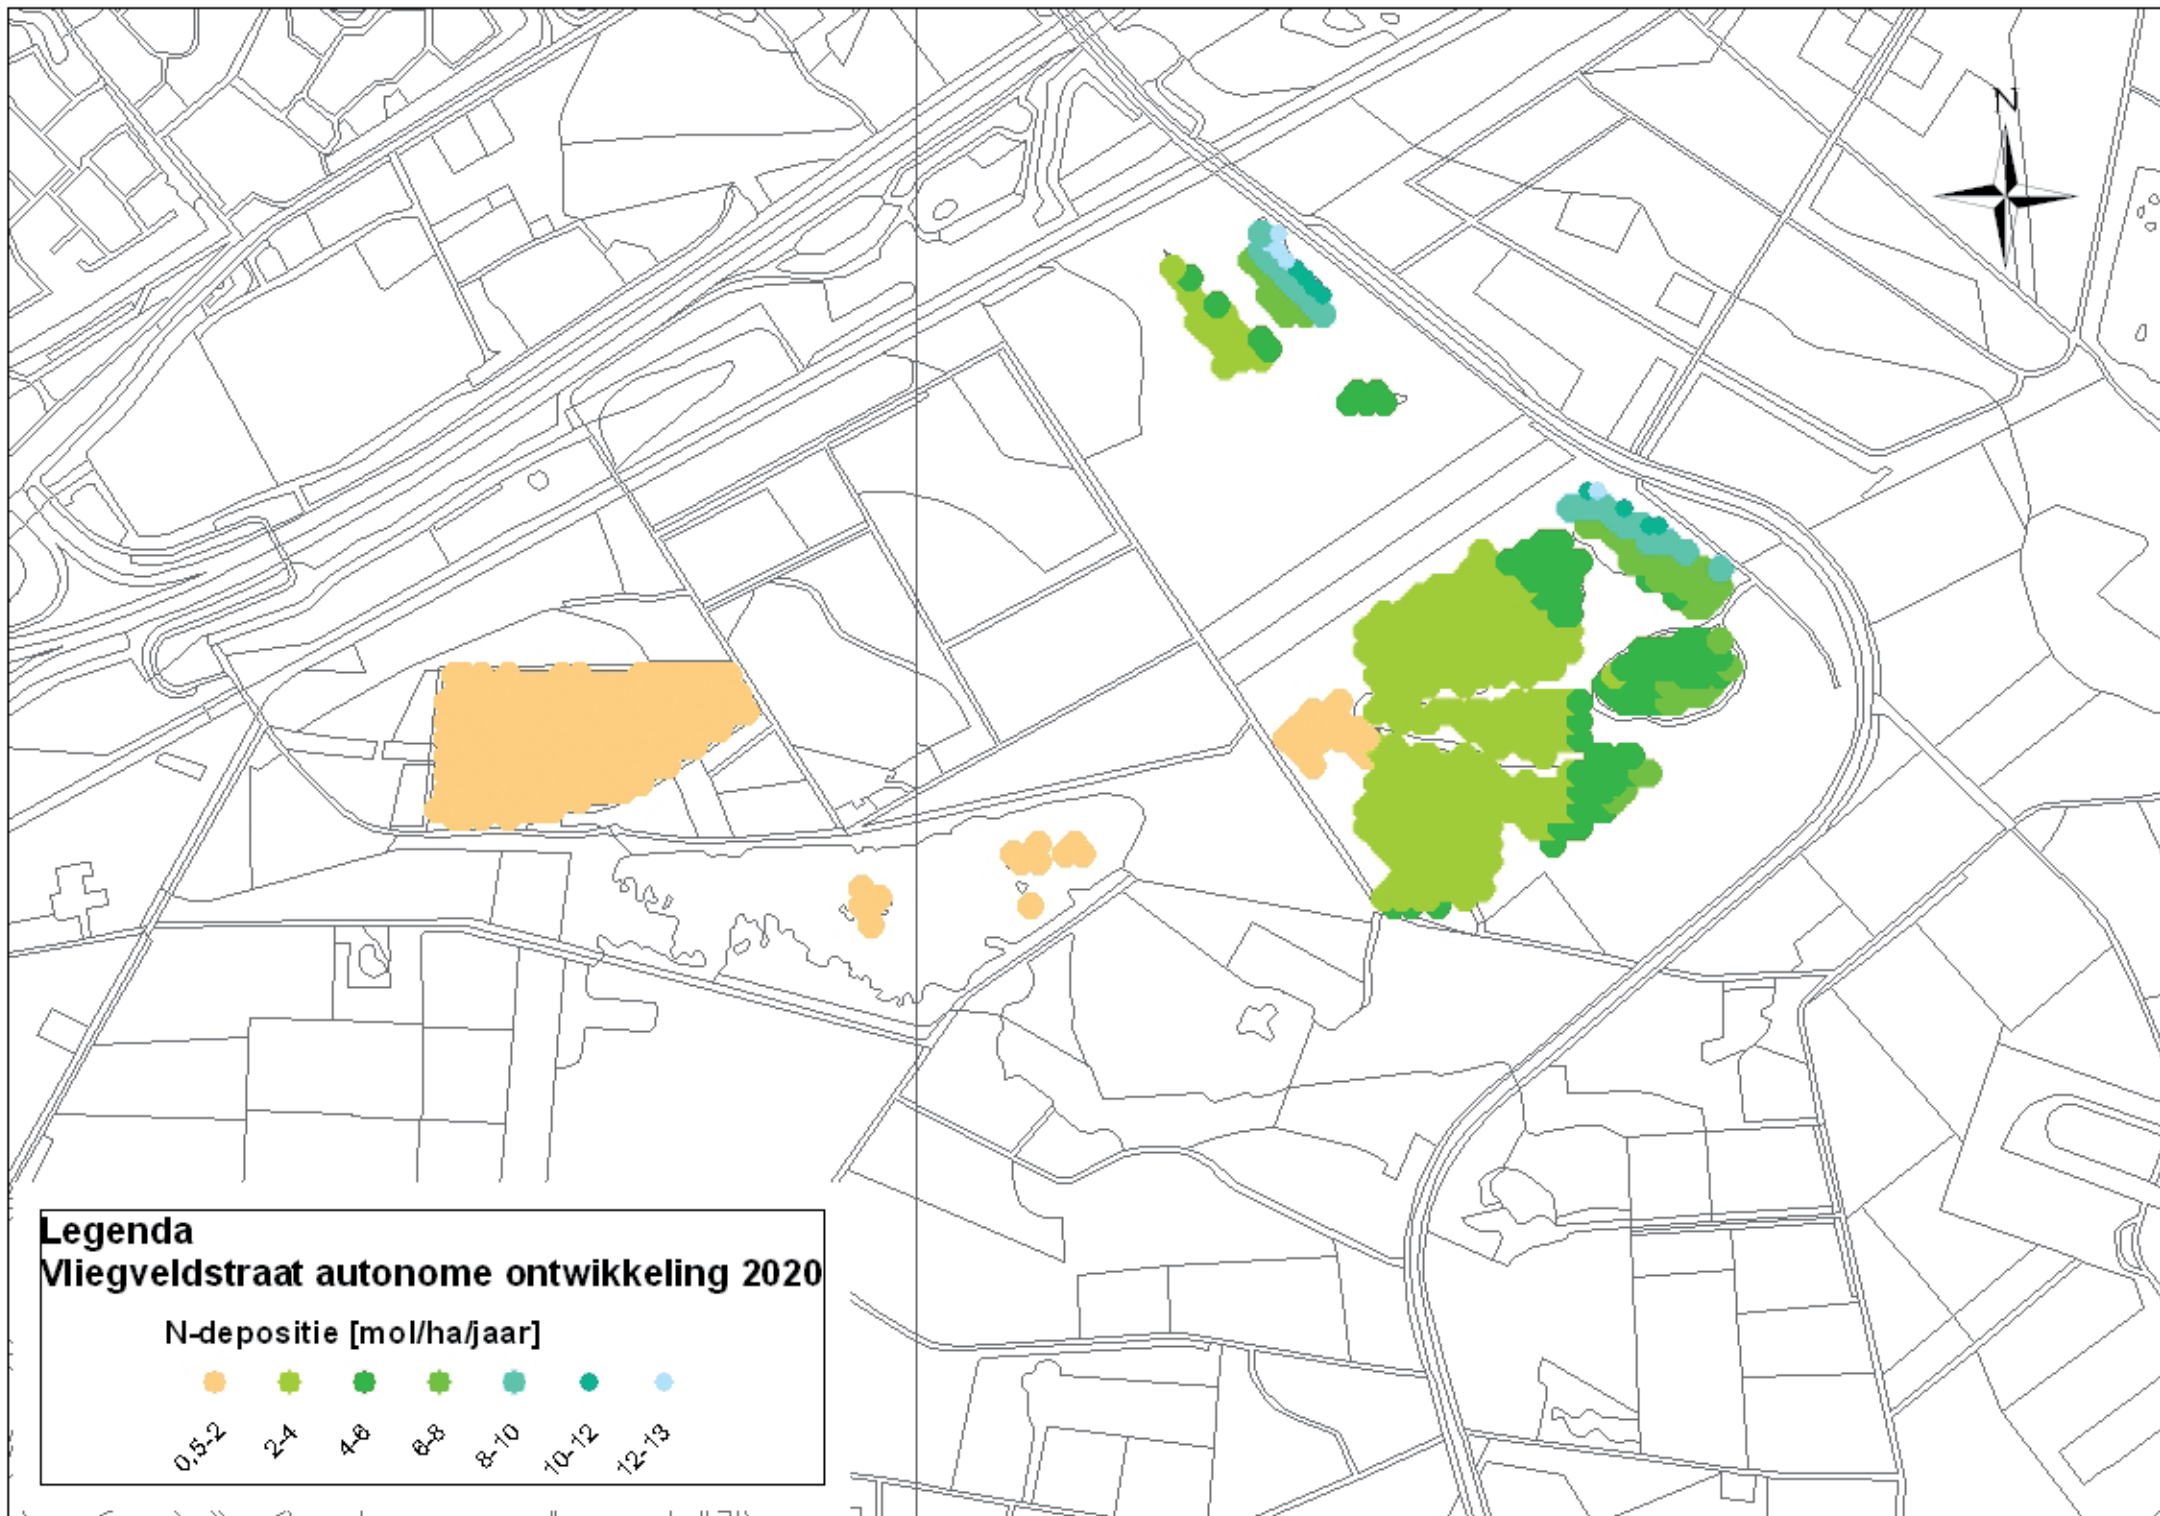 N
Legenda
Vliegveldstraat autonome ontwikkeling 2020
N-depositie [mol/ha/jaar]
0,5-2 2-4 4-6 6-8 8-10 10-12 12-13